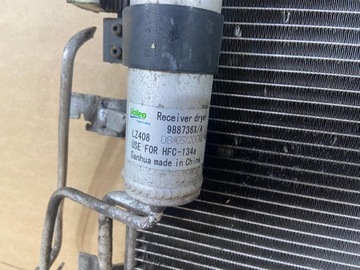 Valeo
Receiver dryer
988736X/A
LZ408
USE FOR HFC-134a
Sanhua made in China